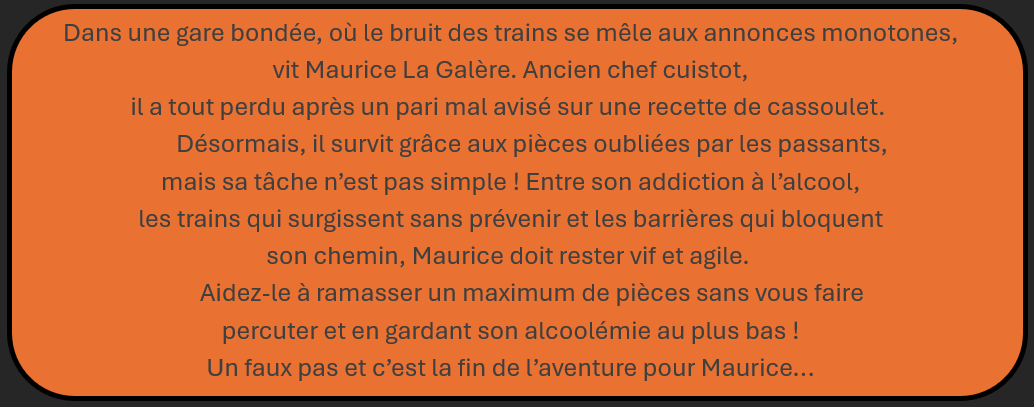 Dans une gare bondée, où le bruit des trains se mêle aux annonces monotones,
vit Maurice La Galère. Ancien chef cuistot,
il a tout perdu après un pari mal avisé sur une recette de cassoulet.
Désormais, il survit grâce aux pièces oubliées par les passants,
mais sa tâche n’est pas simple ! Entre son addiction à l’alcool,
les trains qui surgissent sans prévenir et les barrières qui bloquent
son chemin, Maurice doit rester vif et agile.
Aidez-le à ramasser un maximum de pièces sans vous faire
percuter et en gardant son alcoolémie au plus bas !
Un faux pas et c’est la fin de l’aventure pour Maurice…